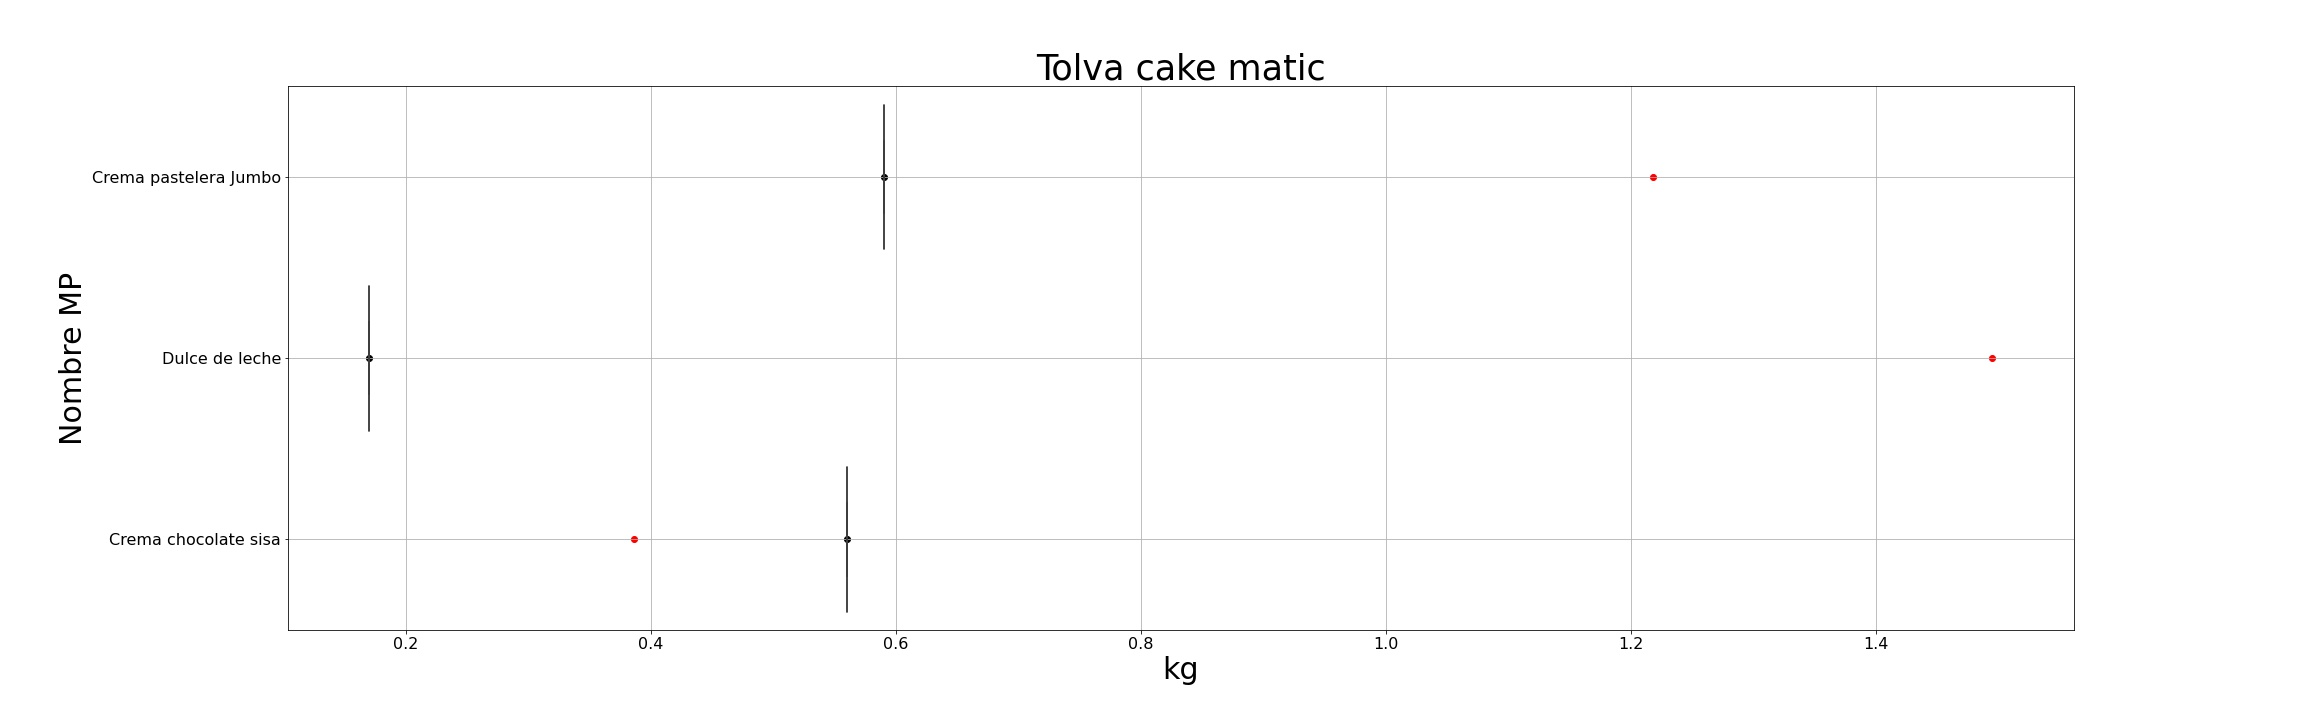 Tolva cake matic
Nombre MP
Crema pastelera Jumbo
Dulce de leche
Crema chocolate sisa
0.2 0.4 0.6 0.8 1.0 1.2 1.4
kg